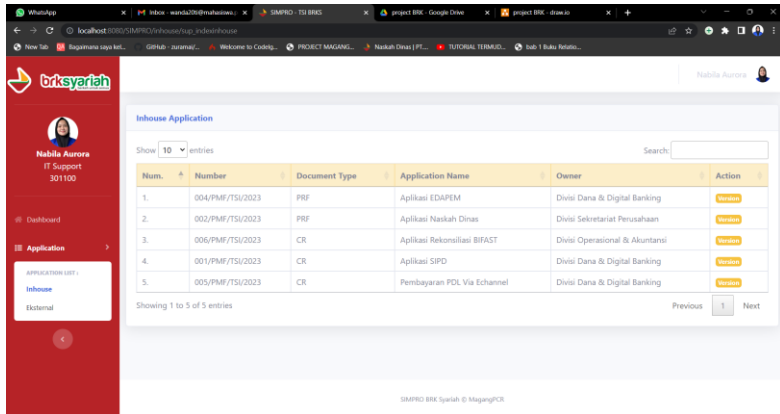 WhatsApp
Inbox - wanda20ti@mahasiswa.p
SIMPRO - TSI BRKS
project BRK - Google Drive
project BRK - draw.io
localhost:8080/SIMPRO/inhouse/sup_indexinhouse
New Tab
Bagaimana saya kel...
GitHub - zuramai/...
Welcome to CodeIg...
PROJECT MAGANG...
Naskah Dinas | PT....
TUTORIAL TERMUD...
bab 1 Buku Relatio...
brksyariah
Nabila Aurora
Nabila Aurora
IT Support
301100
Dashboard
Application
APPLICATION LIST :
Inhouse
Eksternal
Inhouse Application
Show 10 entries
Search:
Num. Number Document Type Application Name Owner Action
1. 004/PMF/TSI/2023 PRF Aplikasi EDAPEM Divisi Dana & Digital Banking Version
2. 002/PMF/TSI/2023 PRF Aplikasi Naskah Dinas Divisi Sekretariat Perusahaan Version
3. 006/PMF/TSI/2023 CR Aplikasi Rekonsiliasi BIFAST Divisi Operasional & Akuntansi Version
4. 001/PMF/TSI/2023 CR Aplikasi SIPD Divisi Dana & Digital Banking Version
5. 005/PMF/TSI/2023 CR Pembayaran PDL Via Echannel Divisi Dana & Digital Banking Version
Showing 1 to 5 of 5 entries
Previous 1 Next
SIMPRO BRK Syariah © MagangPCR